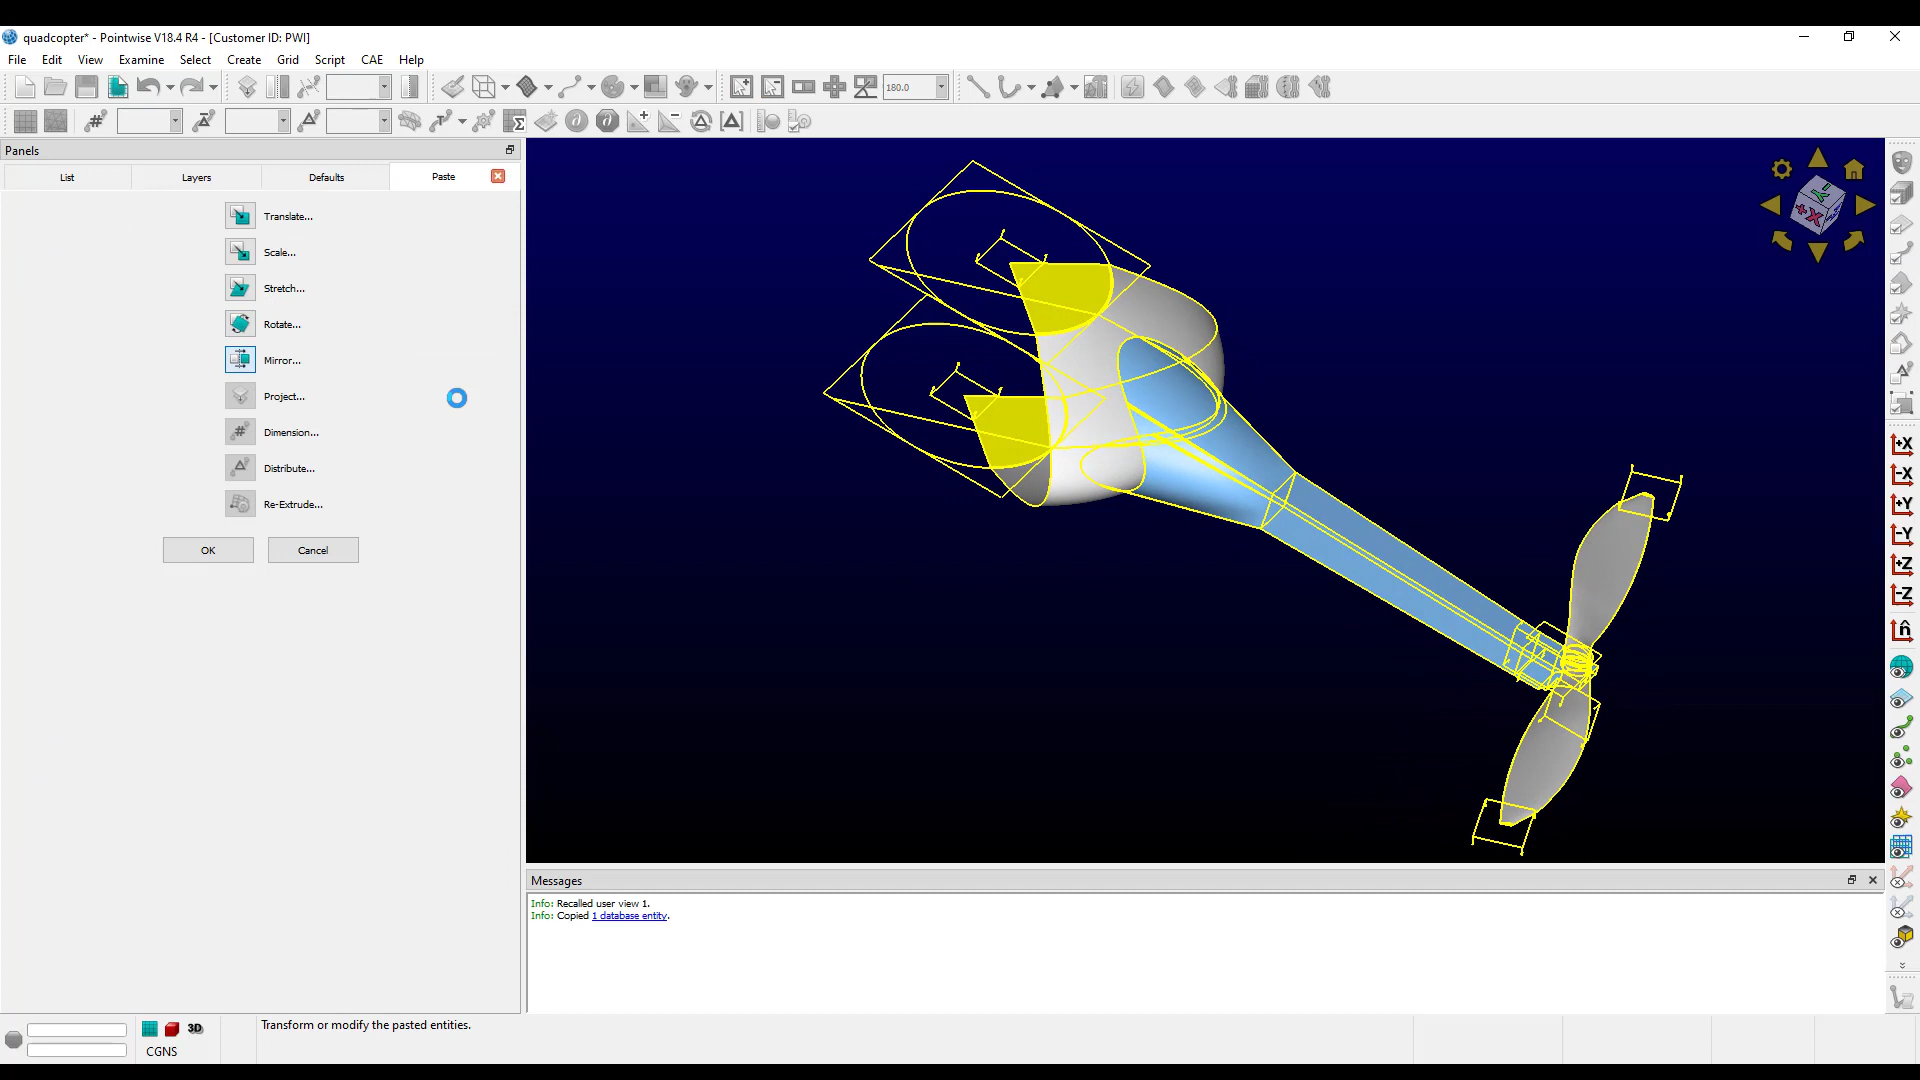 quadcopter* - Pointwise V18.4 R4 - [Customer ID: PWI]
File Edit View Examine Select Create Grid Script CAE Help
180.0
Panels
List Layers Defaults Paste
Translate...
Scale...
Stretch...
Rotate...
Mirror...
Project...
Dimension...
Distribute...
Re-Extrude...
OK Cancel
+X
+X
-X
+Y
-Y
+Z
-Z
n̂
Messages
Info: Recalled user view 1.
Info: Copied 1 database entity.
3D Transform or modify the pasted entities.
CGNS